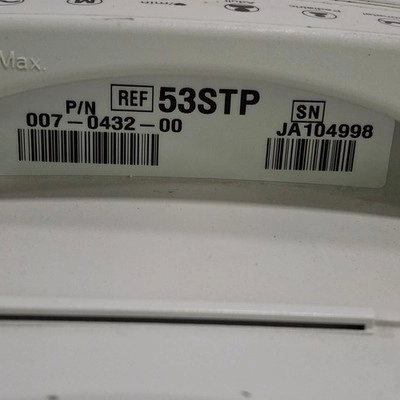 Max.
REF 53STP
P/N
SN
007-0432-00
JA104998